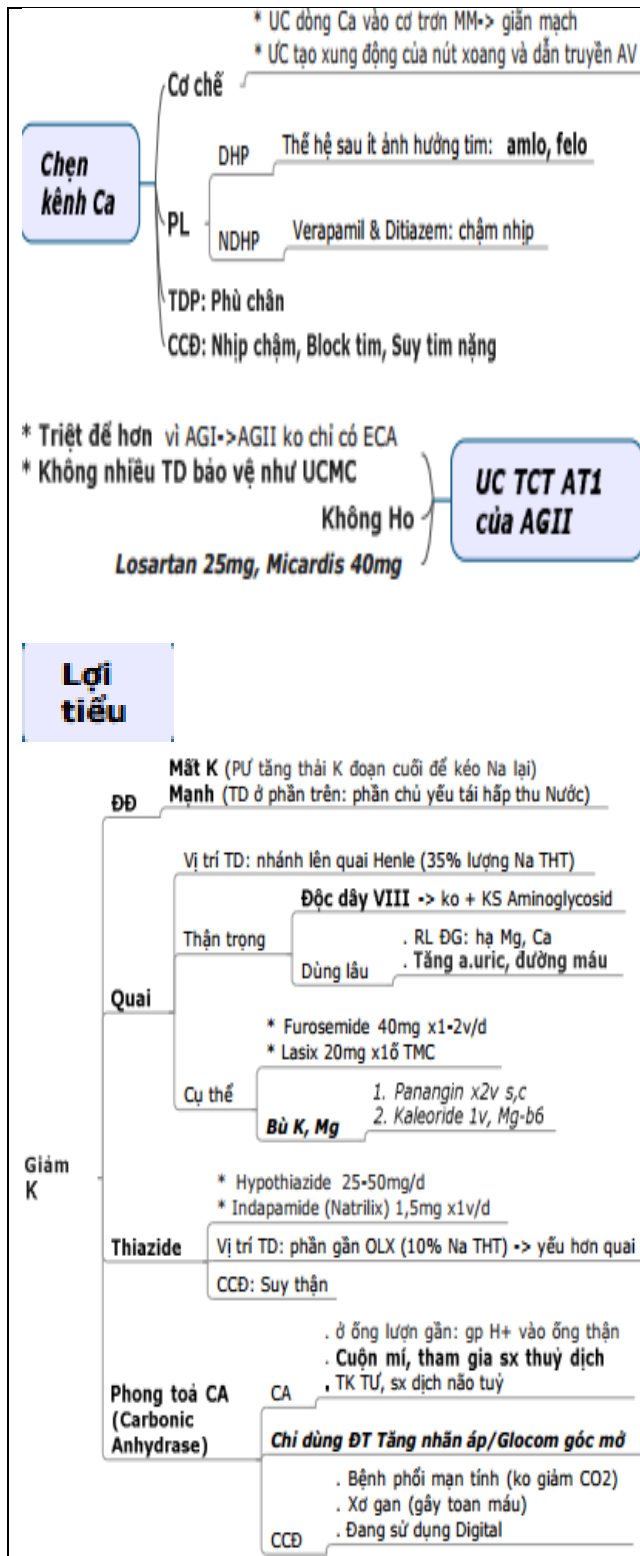 * UC dòng Ca vào cơ trơn MM-> giãn mạch
* ƯC tạo xung động của nút xoang và dẫn truyền AV
Cơ chế
Chẹn
kênh Ca
DHP
Thế hệ sau ít ảnh hưởng tim: amlo, felo
PL
NDHP
Verapamil & Ditiazem: chậm nhịp
TDP: Phù chân
CCĐ: Nhịp chậm, Block tim, Suy tim nặng
* Triệt để hơn vì AGI->AGII ko chỉ có ECA
* Không nhiều TD bảo vệ như UCMC
Không Ho
Losartan 25mg, Micardis 40mg
UC TCT AT1
của AGII
Lợi
tiểu
Giảm
K
ĐĐ
Mất K (PƯ tăng thải K đoạn cuối để kéo Na lại)
Mạnh (TD ở phần trên: phần chủ yếu tái hấp thu Nước)
Quai
Vị trí TD: nhánh lên quai Henle (35% lượng Na THT)
Thận trọng
Độc dây VIII -> ko + KS Aminoglycosid
Dùng lâu
. RL ĐG: hạ Mg, Ca
. Tăng a.uric, đường máu
Cụ thể
* Furosemide 40mg x1-2v/d
* Lasix 20mg x1ô TMC
Bù K, Mg
1. Panangin x2v s,c
2. Kaleoride 1v, Mg-b6
Thiazide
* Hypothiazide 25-50mg/d
* Indapamide (Natrilix) 1,5mg x1v/d
Vị trí TD: phần gần OLX (10% Na THT) -> yếu hơn quai
CCĐ: Suy thận
Phong toả CA
(Carbonic
Anhydrase)
CA
. ở ống lượn gần: gp H+ vào ống thận
. Cuộn mí, tham gia sx thuỷ dịch
. TK TƯ, sx dịch não tuỷ
Chỉ dùng ĐT Tăng nhãn áp/Glocom góc mở
CCĐ
. Bệnh phổi mạn tính (ko giảm CO2)
. Xơ gan (gây toan máu)
. Đang sử dụng Digital